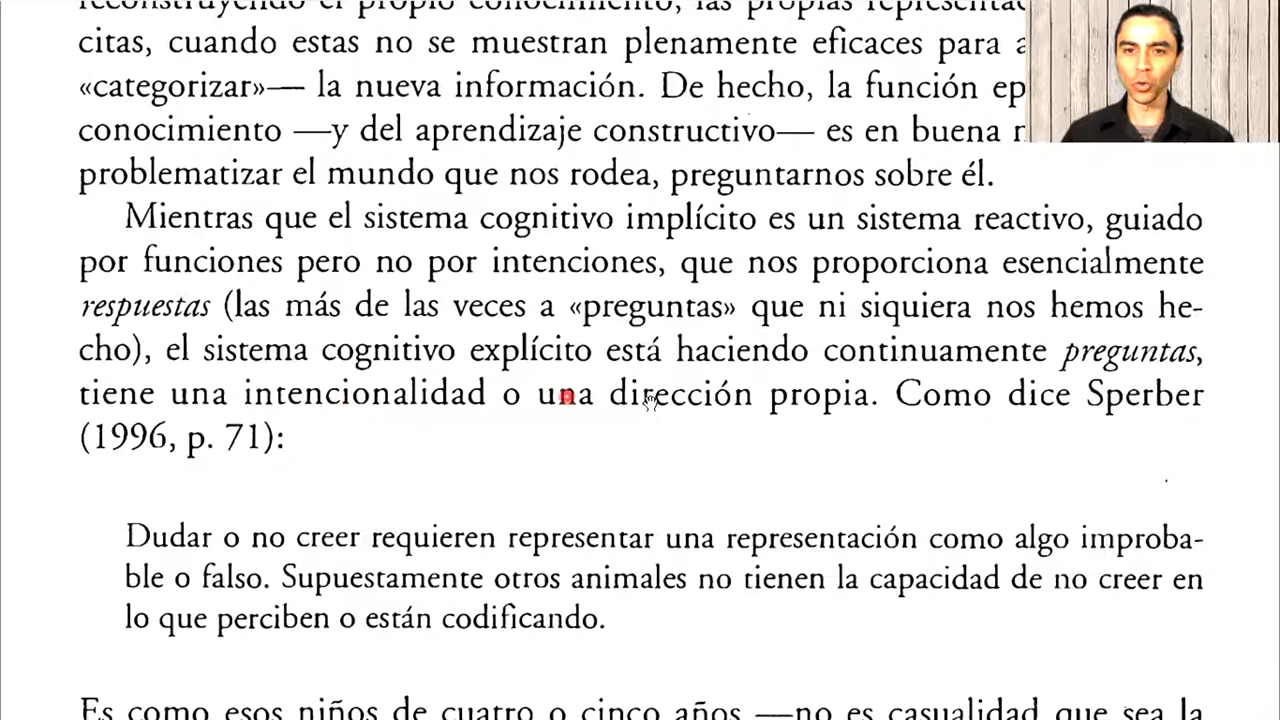 reconstruyendo el propio conocimiento, las propias
citas, cuando estas no se muestran plenamente eficaces para
«categorizar»— la nueva información. De hecho, la función
conocimiento —y del aprendizaje constructivo— es en buena
problematizar el mundo que nos rodea, preguntarnos sobre él.
Mientras que el sistema cognitivo implícito es un sistema reactivo, guiado
por funciones pero no por intenciones, que nos proporciona esencialmente
respuestas (las más de las veces a «preguntas» que ni siquiera nos hemos he-
cho), el sistema cognitivo explícito está haciendo continuamente preguntas,
tiene una intencionalidad o una dirección propia. Como dice Sperber
(1996, p. 71):
Dudar o no creer requieren representar una representación como algo improba-
ble o falso. Supuestamente otros animales no tienen la capacidad de no creer en
lo que perciben o están codificando.
Es como esos niños de cuatro o cinco años —no es casualidad que sea la